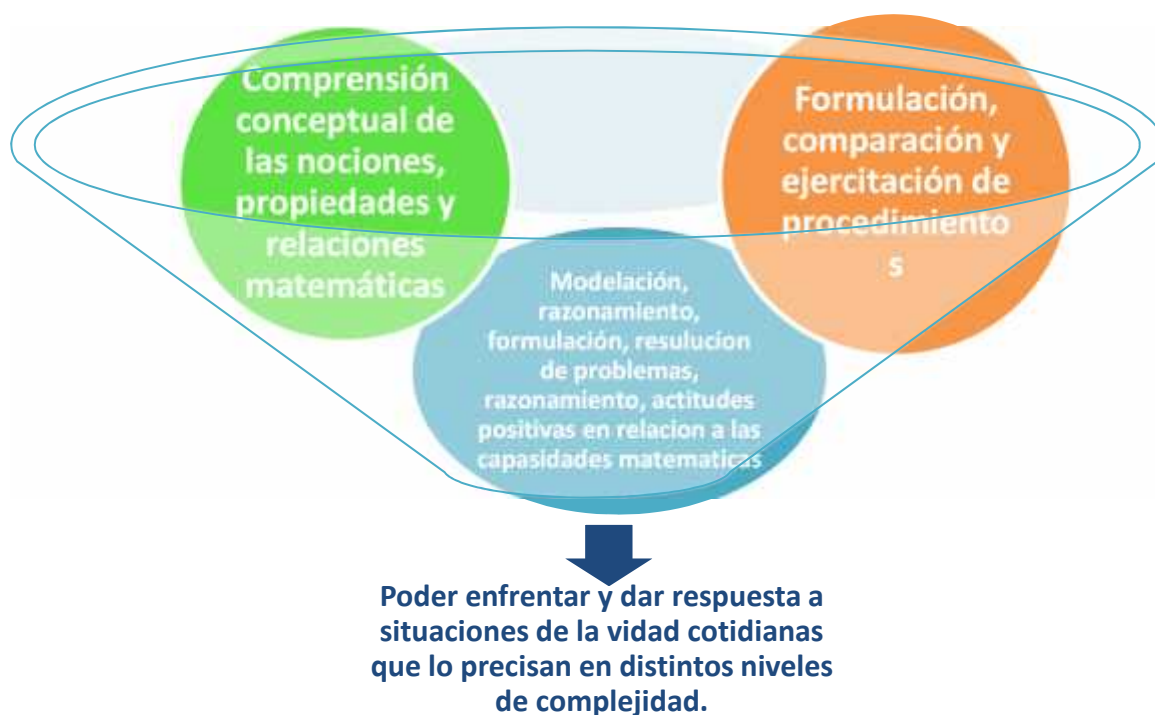 Comprensión
conceptual de
las nociones,
propiedades y
relaciones
matemáticas
Formulación,
comparación y
ejercitación de
procedimiento
s
Modelación,
razonamiento,
formulación, resulucion
de problemas,
razonamiento, actitudes
positivas en relacion a las
capasidades matematicas
Poder enfrentar y dar respuesta a
situaciones de la vidad cotidianas
que lo precisan en distintos niveles
de complejidad.